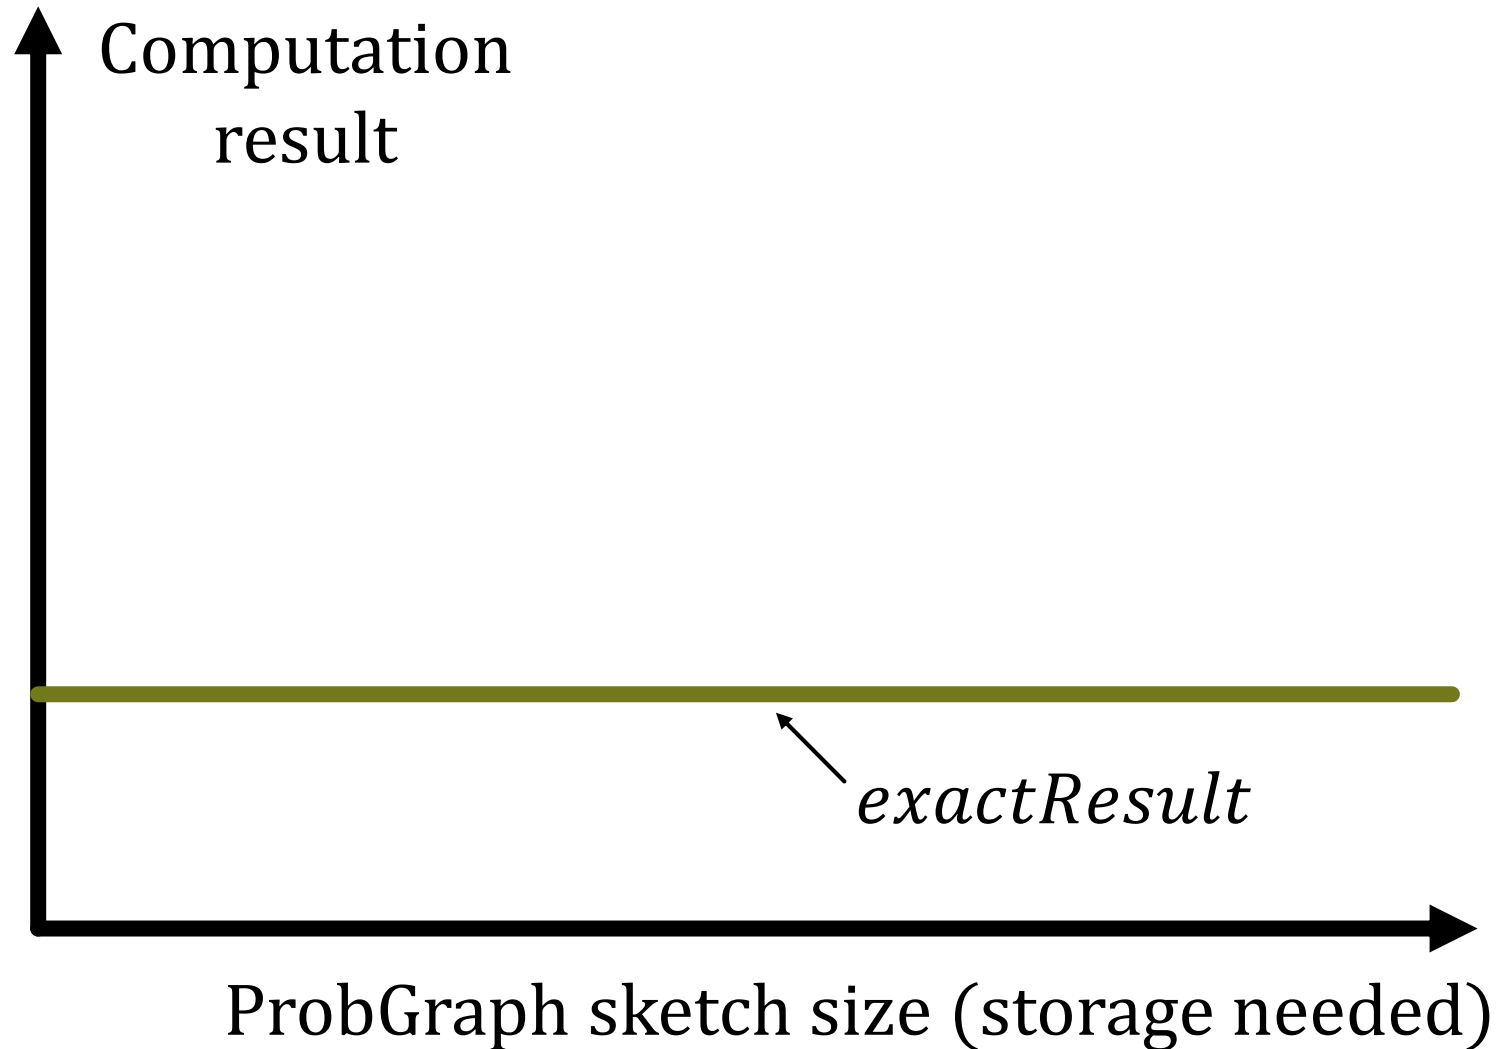 Computation
result
exactResult
ProbGraph sketch size (storage needed)